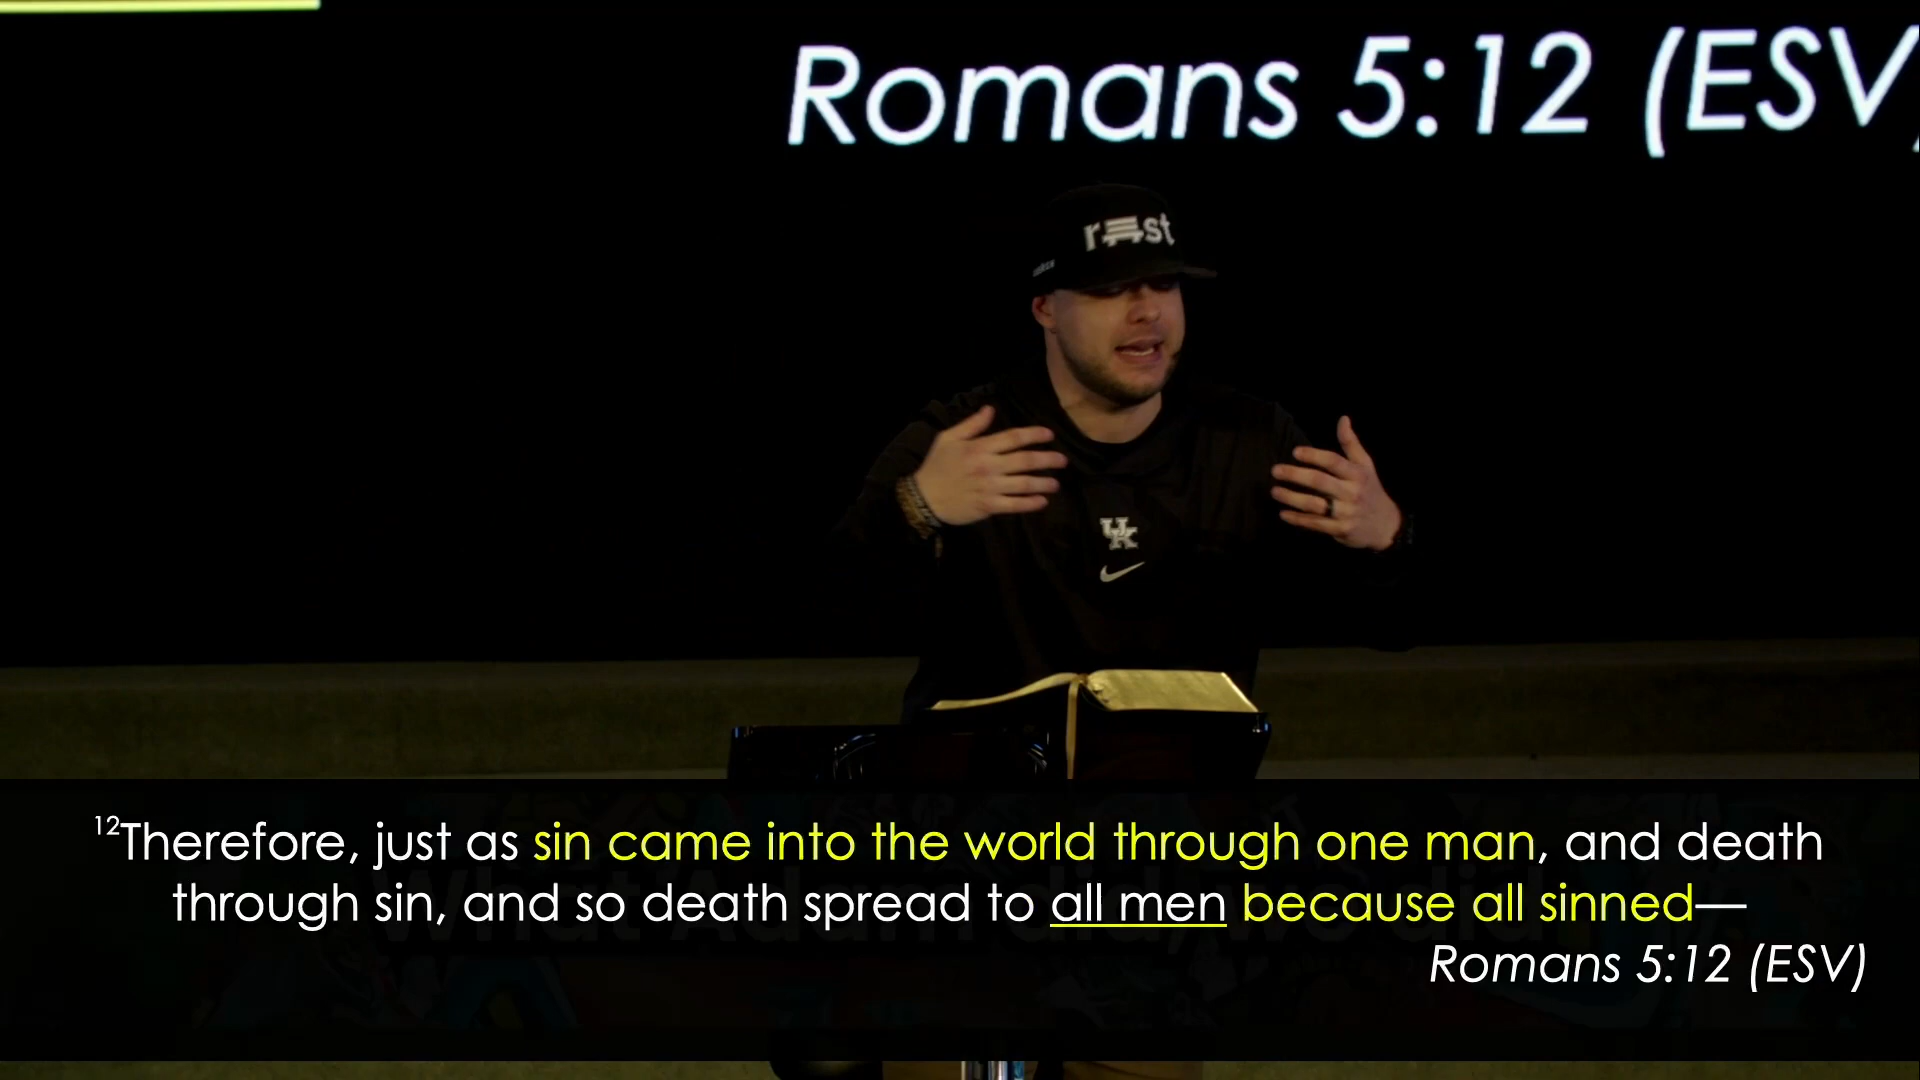 Romans 5:12 (ESV)
rest
UK
12Therefore, just as sin came into the world through one man, and death
through sin, and so death spread to all men because all sinned—
Romans 5:12 (ESV)